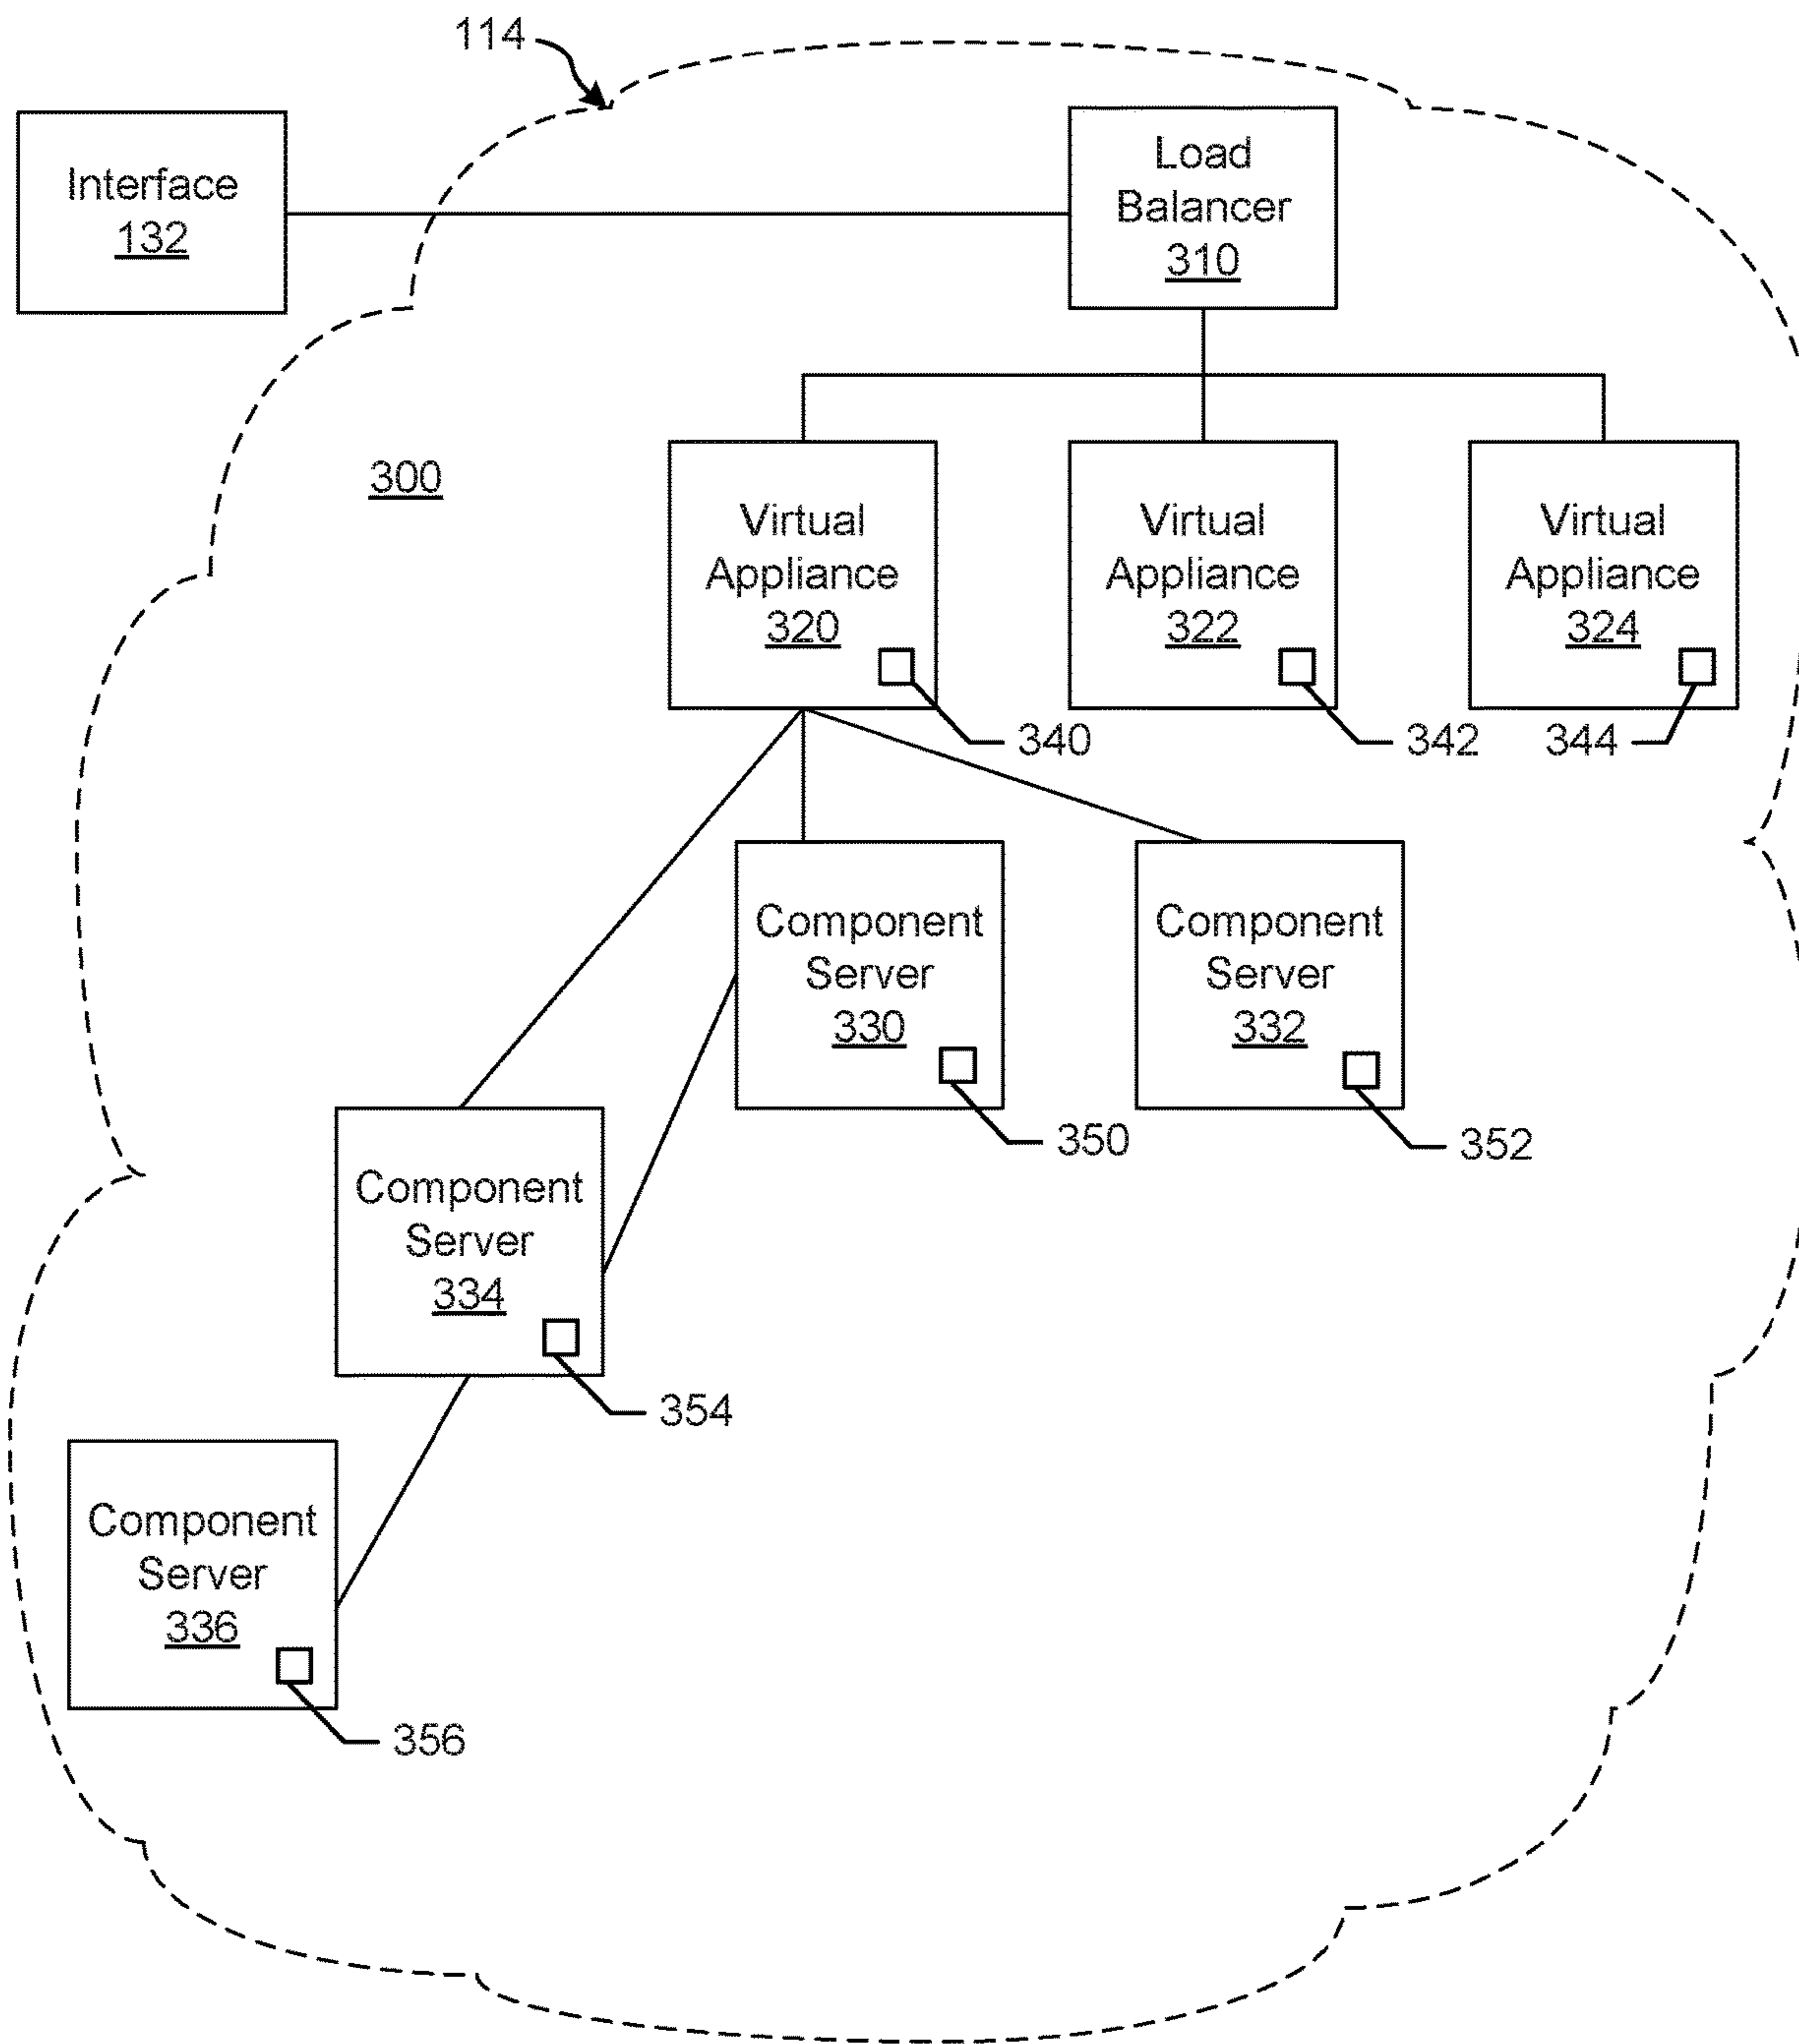 114
Interface
132
Load
Balancer
310
300
Virtual
Appliance
320
Virtual
Appliance
322
Virtual
Appliance
324
340
342
344
Component
Server
330
Component
Server
332
350
352
Component
Server
334
354
Component
Server
336
356